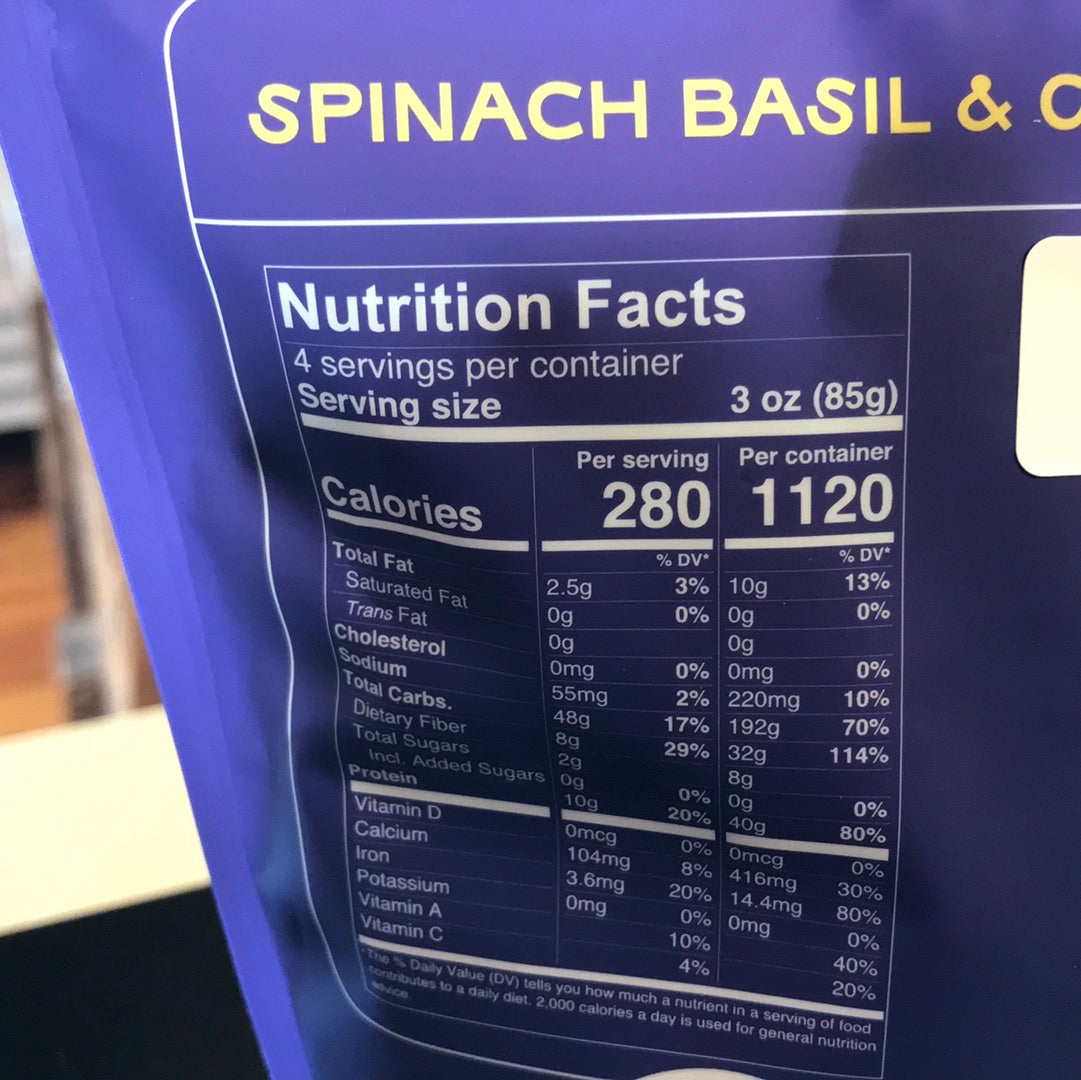 SPINACH BASIL &
Nutrition Facts
4 servings per container
Serving size 3 oz (85g)
Per serving Per container
Calories 280 1120
% DV* % DV*
Total Fat 2.5g 3% 10g 13%
Saturated Fat 0g 0% 0g 0%
Trans Fat 0g 0g
Cholesterol 0mg 0% 0mg 0%
Sodium 55mg 2% 220mg 10%
Total Carbs. 48g 17% 192g 70%
Dietary Fiber 8g 29% 32g 114%
Total Sugars 2g 8g
Incl. Added Sugars 0g 0% 0g 0%
Protein 10g 20% 40g 80%
Vitamin D 0mcg 0% 0mcg 0%
Calcium 104mg 8% 416mg 30%
Iron 3.6mg 20% 14.4mg 80%
Potassium 0mg 0% 0mg 0%
Vitamin A 10% 40%
Vitamin C 4% 20%
*The % Daily Value (DV) tells you how much a nutrient in a serving of food
contributes to a daily diet. 2,000 calories a day is used for general nutrition
advice.